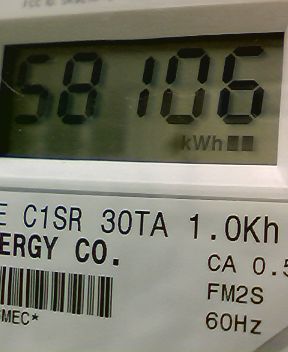 58106
kWh
E C1SR 30TA 1.0Kh
ERGY CO.
CA 0.5
FM2S
MEC*
60Hz